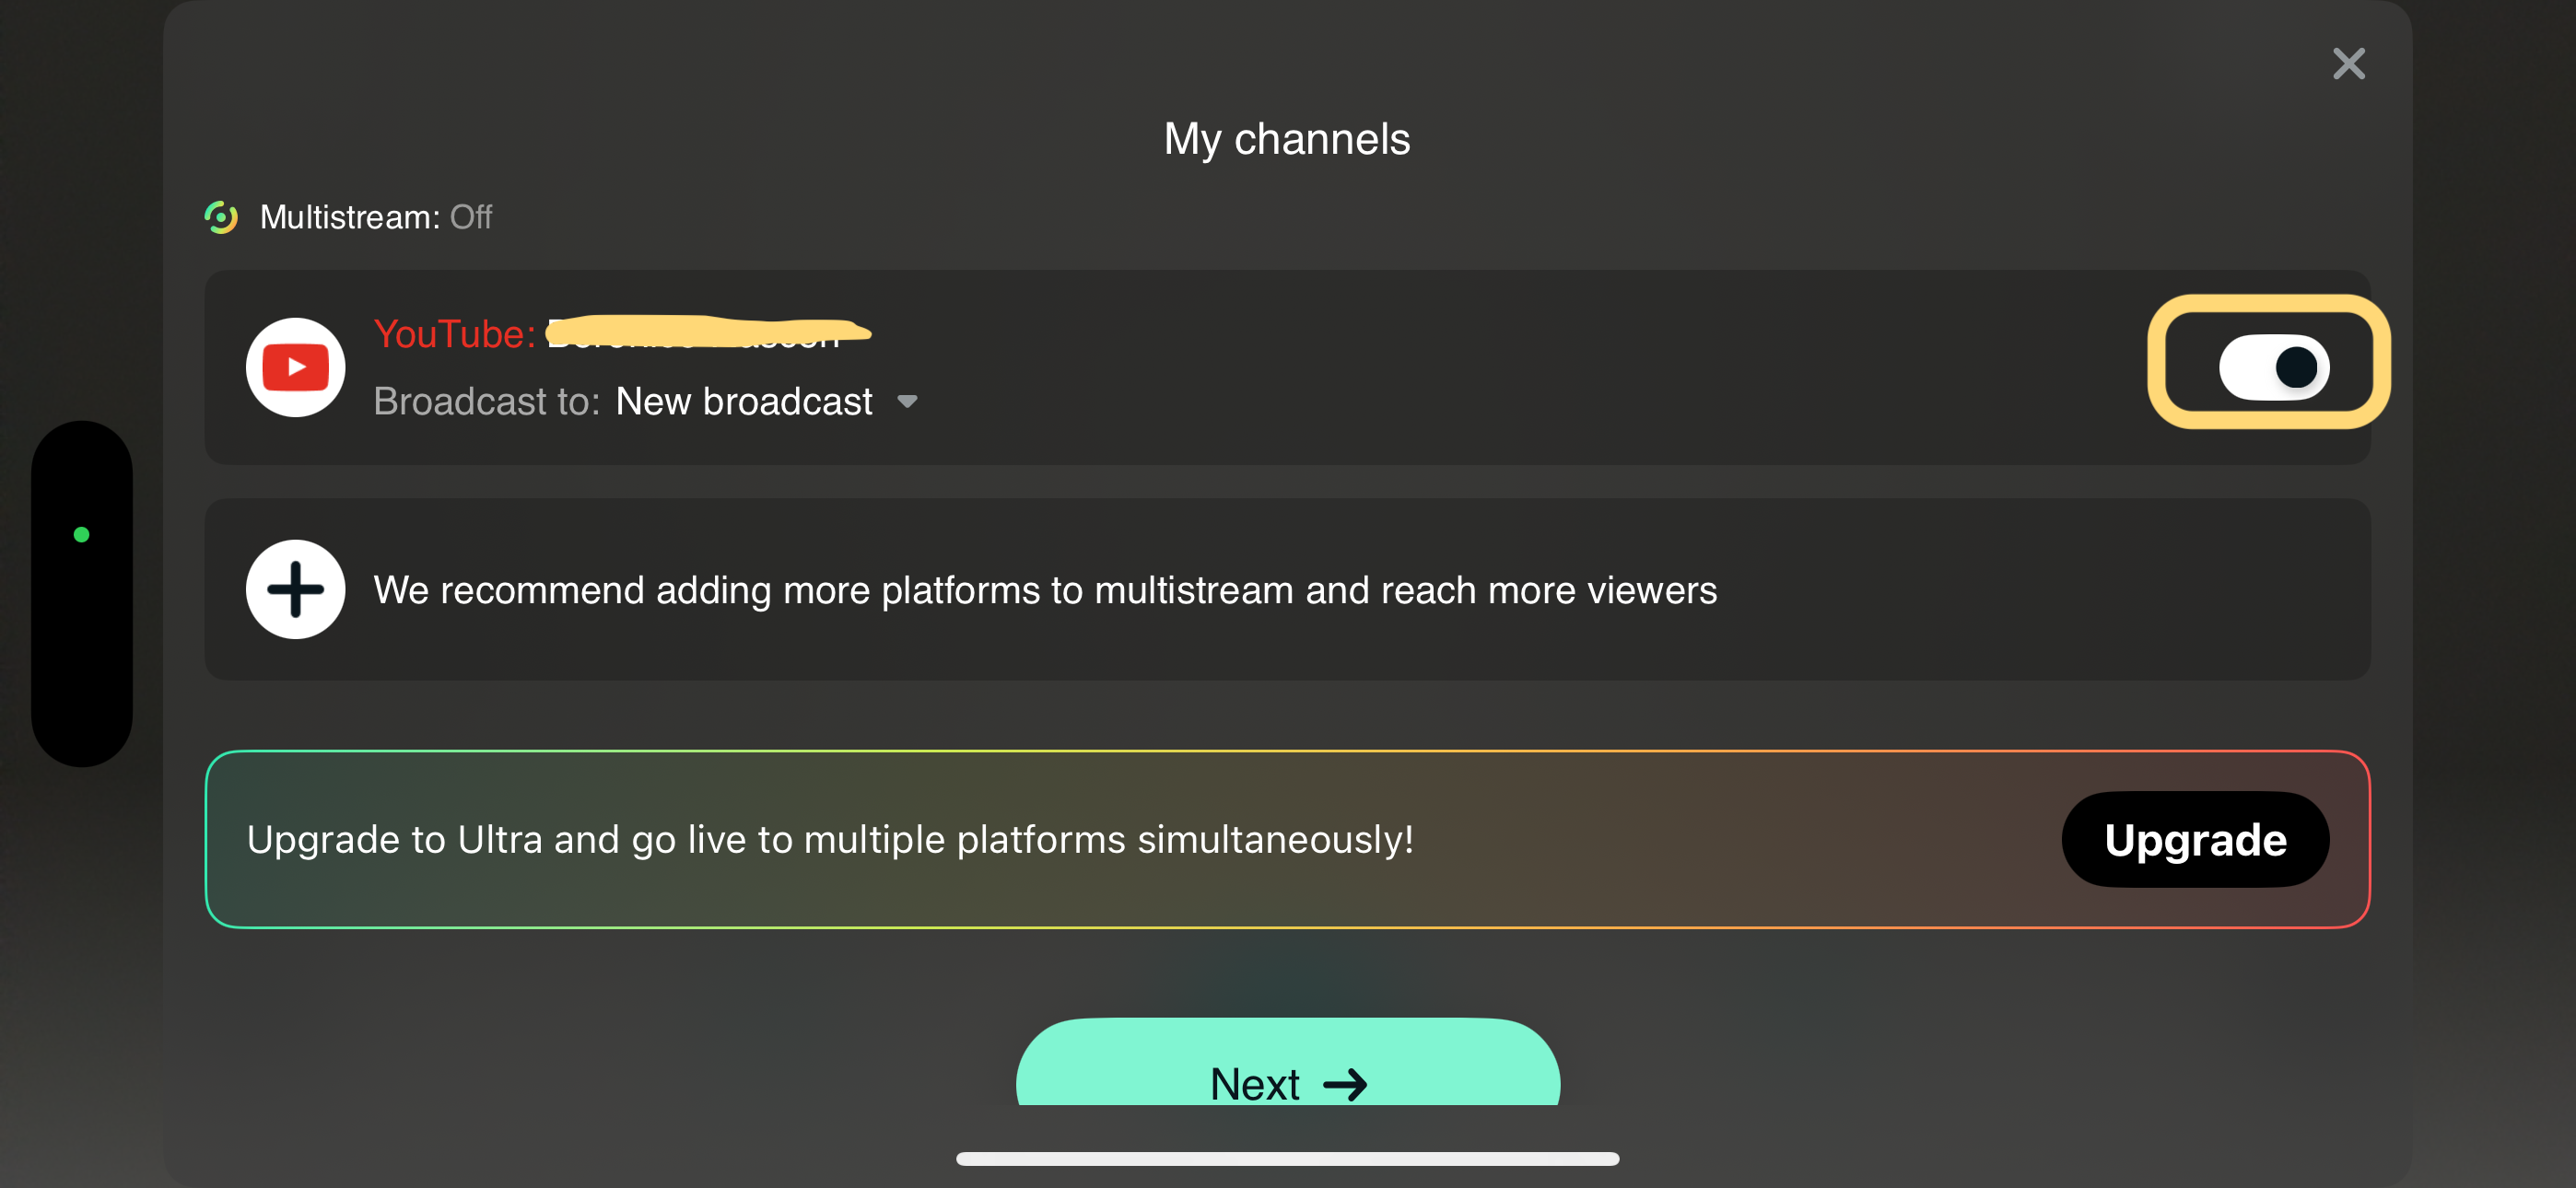 My channels
Multistream: Off
YouTube:
Broadcast to: New broadcast
We recommend adding more platforms to multistream and reach more viewers
Upgrade to Ultra and go live to multiple platforms simultaneously!
Upgrade
Next